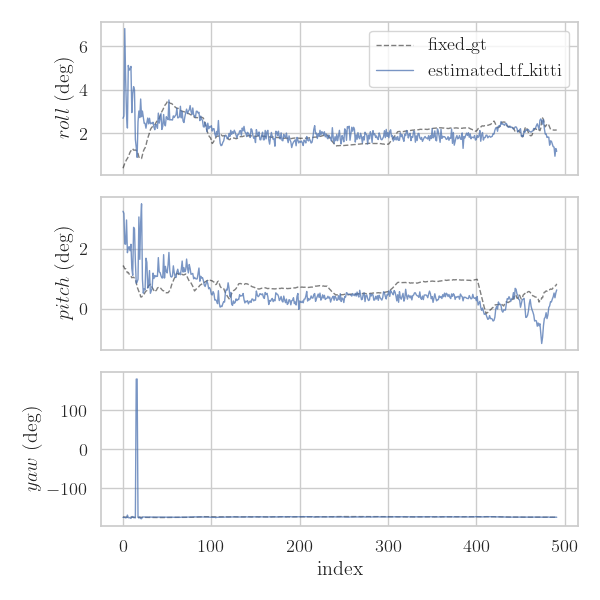 fixed_gt
estimated_tf_kitti
roll (deg)
6
4
2
pitch (deg)
2
0
yaw (deg)
100
0
−100
0 100 200 300 400 500
index